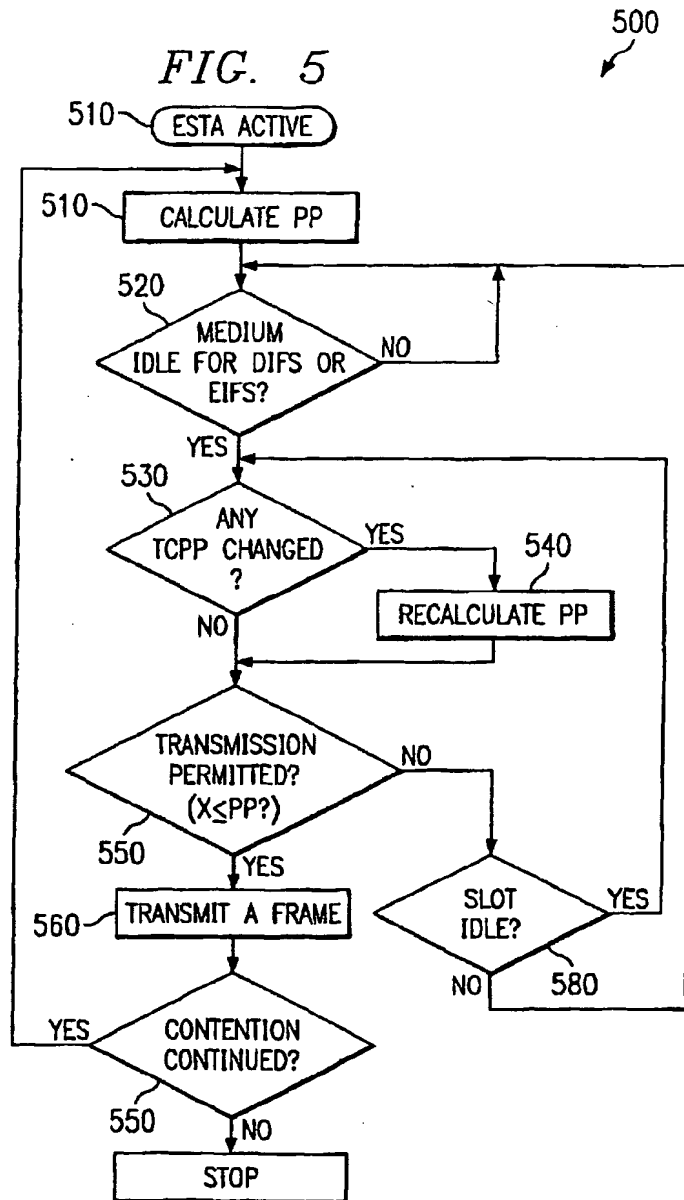 500
FIG. 5
510
ESTA ACTIVE
510
CALCULATE PP
520
MEDIUM
IDLE FOR DIFS OR
EIFS?
NO
YES
530
ANY
TCPP CHANGED
?
YES
540
RECALCULATE PP
NO
TRANSMISSION
PERMITTED?
(X≤PP?)
NO
550
YES
560
TRANSMIT A FRAME
SLOT
IDLE?
YES
580
NO
CONTENTION
CONTINUED?
YES
550
NO
STOP